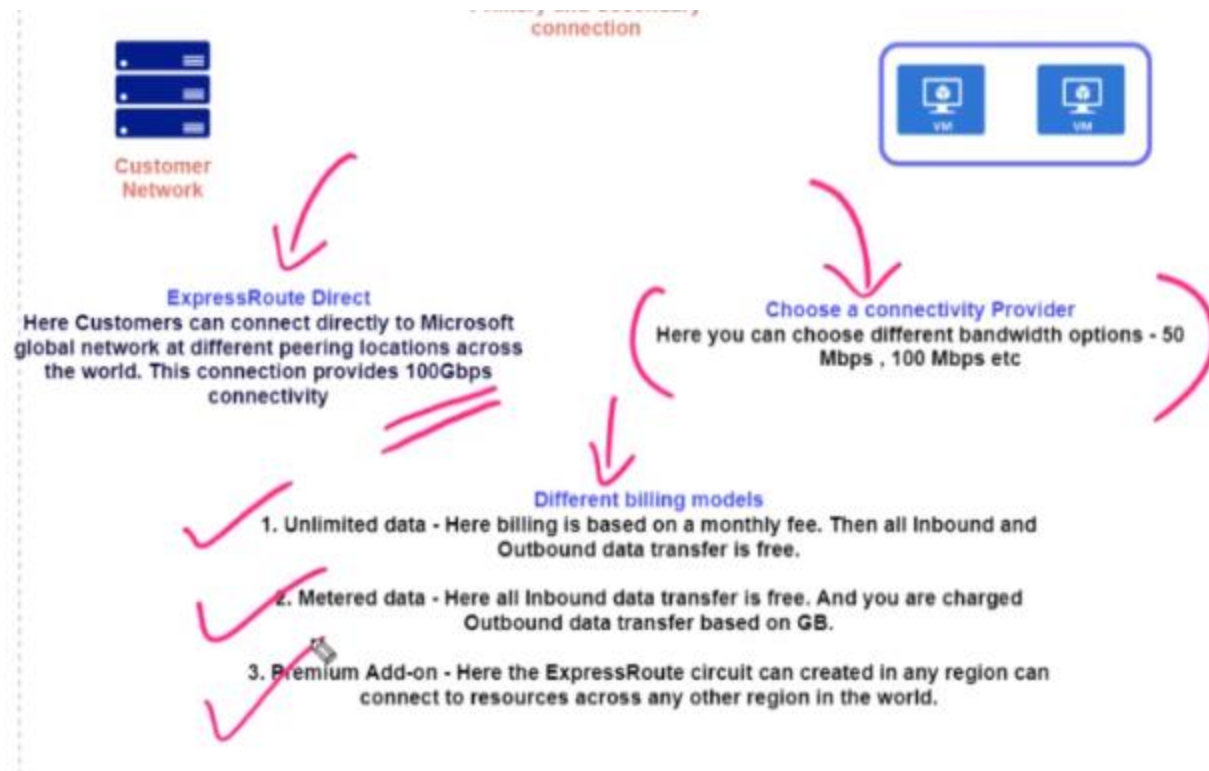 connection
Customer
Network
VM
VM
ExpressRoute Direct
Here Customers can connect directly to Microsoft
global network at different peering locations across
the world. This connection provides 100Gbps
connectivity
Choose a connectivity Provider
Here you can choose different bandwidth options - 50
Mbps , 100 Mbps etc
Different billing models
1. Unlimited data - Here billing is based on a monthly fee. Then all Inbound and
Outbound data transfer is free.
2. Metered data - Here all Inbound data transfer is free. And you are charged
Outbound data transfer based on GB.
3. Premium Add-on - Here the ExpressRoute circuit can created in any region can
connect to resources across any other region in the world.